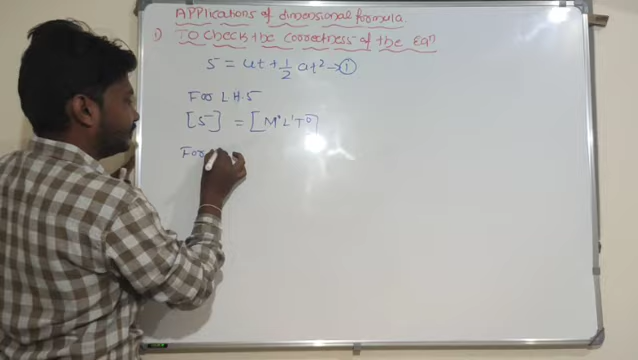 Applications of dimensional formula
1) To check the correctness of the Eqⁿ
S = ut + 1/2 at² → ①
For L.H.S
[S] = [M⁰L¹T⁰]
For